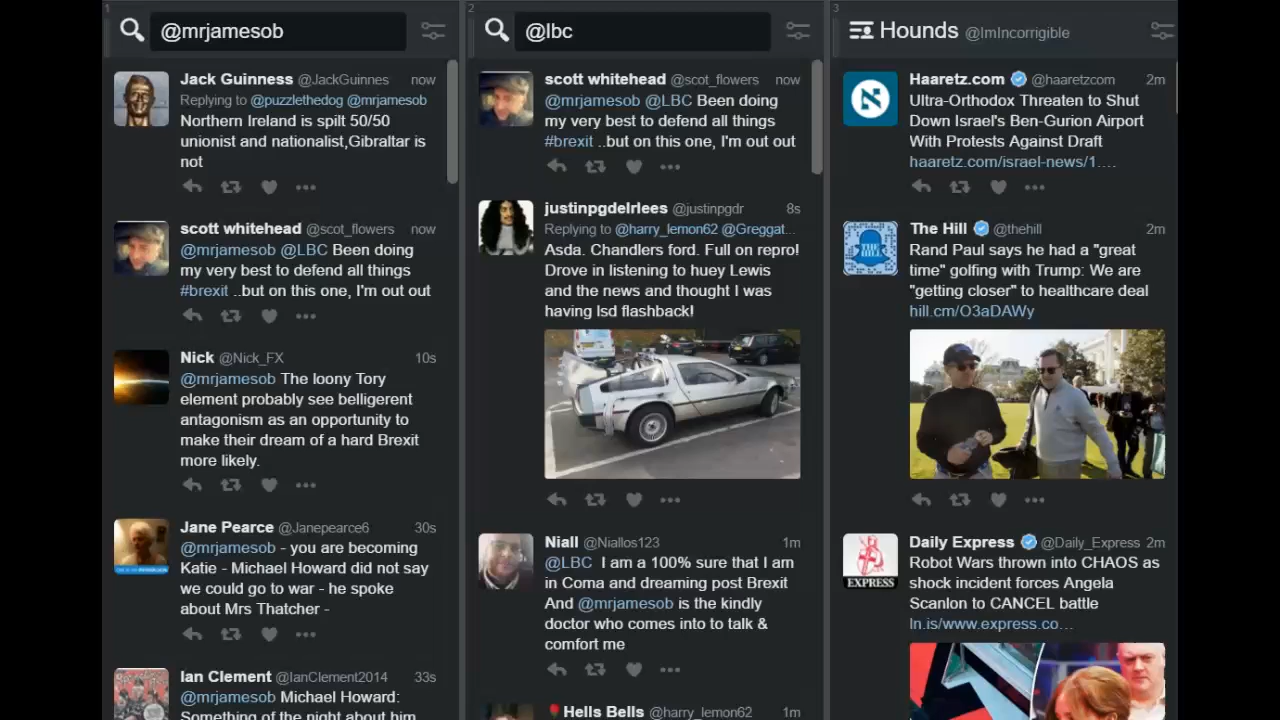 1
@mrjamesob
Jack Guinness @JackGuinnes now
Replying to @puzzlethedog @mrjamesob
Northern Ireland is spilt 50/50
unionist and nationalist,Gibraltar is
not
scott whitehead @scot_flowers now
@mrjamesob @LBC Been doing
my very best to defend all things
#brexit ..but on this one, I'm out out
Nick @Nick_FX 10s
@mrjamesob The loony Tory
element probably see belligerent
antagonism as an opportunity to
make their dream of a hard Brexit
more likely.
Jane Pearce @Janepearce6 30s
@mrjamesob - you are becoming
Katie - Michael Howard did not say
we could go to war - he spoke
about Mrs Thatcher -
Ian Clement @IanClement2014 33s
@mrjamesob Michael Howard:
Something of the night about him
2
@lbc
scott whitehead @scot_flowers now
@mrjamesob @LBC Been doing
my very best to defend all things
#brexit ..but on this one, I'm out out
justinpgdelrlees @justinpgdr 8s
Replying to @harry_lemon62 @Greggat...
Asda. Chandlers ford. Full on repro!
Drove in listening to huey Lewis
and the news and thought I was
having lsd flashback!
Niall @Niallos123 1m
@LBC I am a 100% sure that I am
in Coma and dreaming post Brexit
And @mrjamesob is the kindly
doctor who comes into to talk &
comfort me
Hells Bells @harry_lemon62 1m
3
Hounds @ImIncorrigible
Haaretz.com @haaretzcom 2m
Ultra-Orthodox Threaten to Shut
Down Israel's Ben-Gurion Airport
With Protests Against Draft
haaretz.com/israel-news/1....
The Hill @thehill 2m
THE HILL
Rand Paul says he had a "great
time" golfing with Trump: We are
"getting closer" to healthcare deal
hill.cm/O3aDAWy
Daily Express @Daily_Express 2m
EXPRESS
Robot Wars thrown into CHAOS as
shock incident forces Angela
Scanlon to CANCEL battle
ln.is/www.express.co...